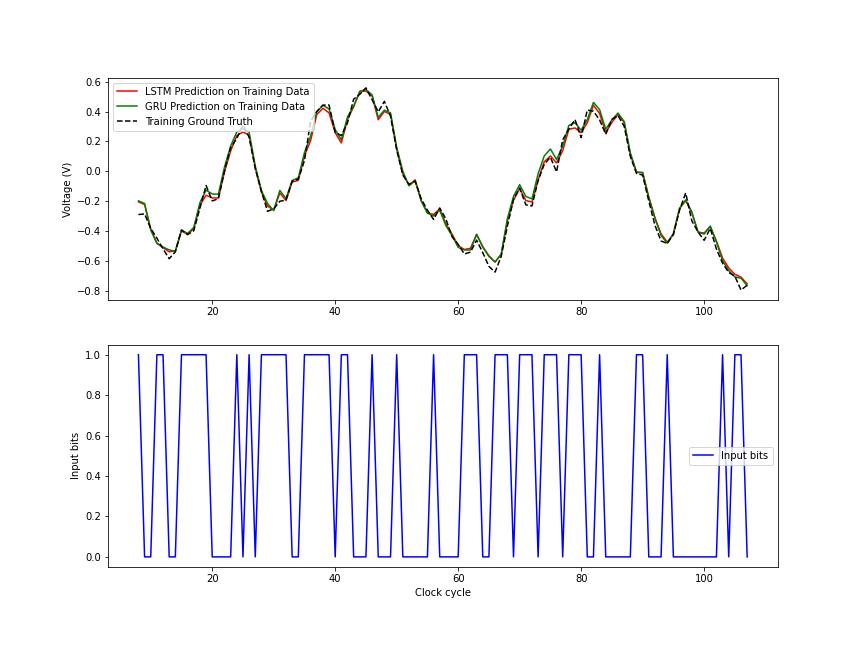 0.6
0.4
0.2
0.0
−0.2
−0.4
−0.6
−0.8
Voltage (V)
LSTM Prediction on Training Data
GRU Prediction on Training Data
Training Ground Truth
20 40 60 80 100
1.0
0.8
0.6
0.4
0.2
0.0
Input bits
Input bits
20 40 60 80 100
Clock cycle